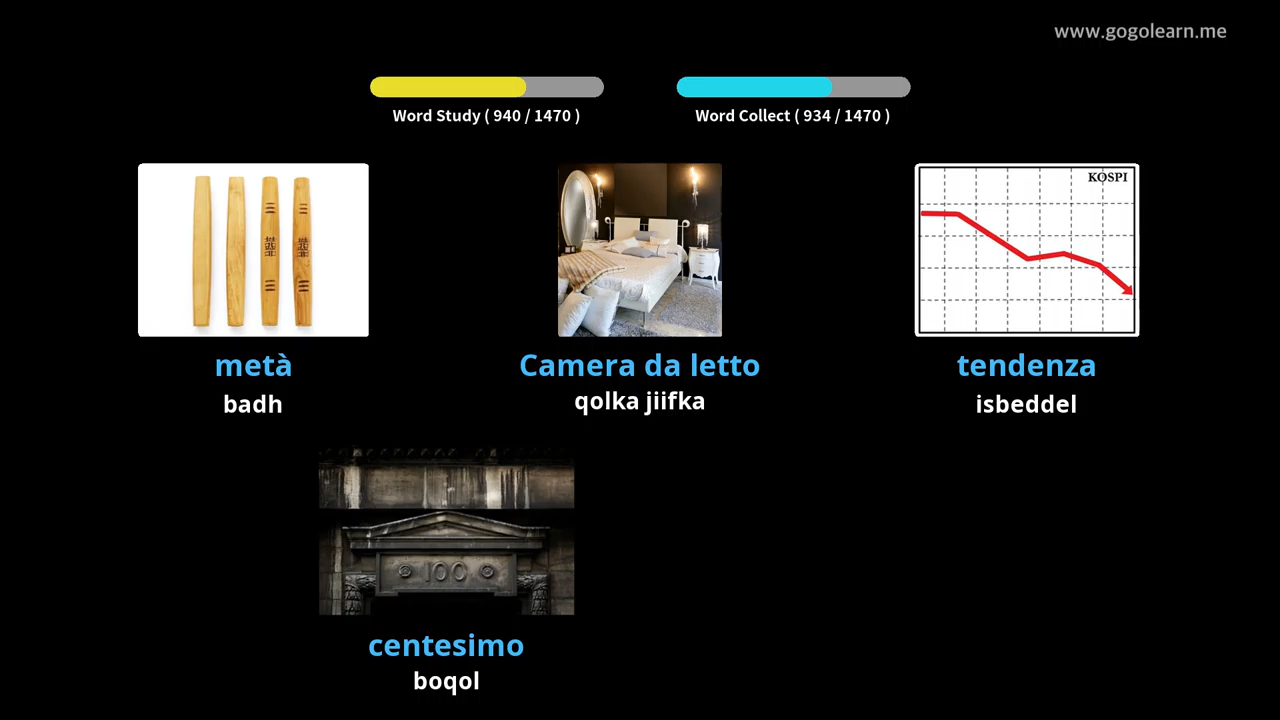 www.gogolearn.me
Word Study ( 940 / 1470 )
Word Collect ( 934 / 1470 )
KOSPI
metà
badh
Camera da letto
qolka jiifka
tendenza
isbeddel
100
centesimo
boqol